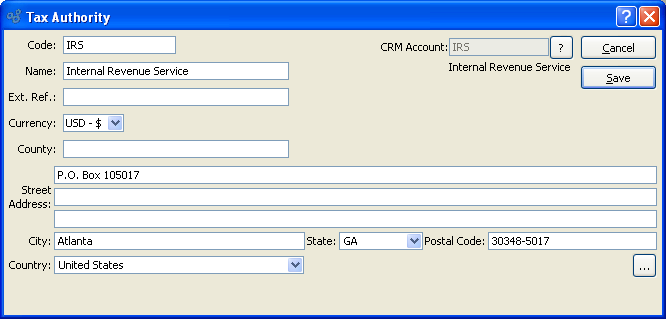 Tax Authority
Code: IRS CRM Account: IRS ? Cancel
Name: Internal Revenue Service Internal Revenue Service Save
Ext. Ref.:
Currency: USD - $
County:
P.O. Box 105017
Street Address:
City: Atlanta State: GA Postal Code: 30348-5017
Country: United States ...